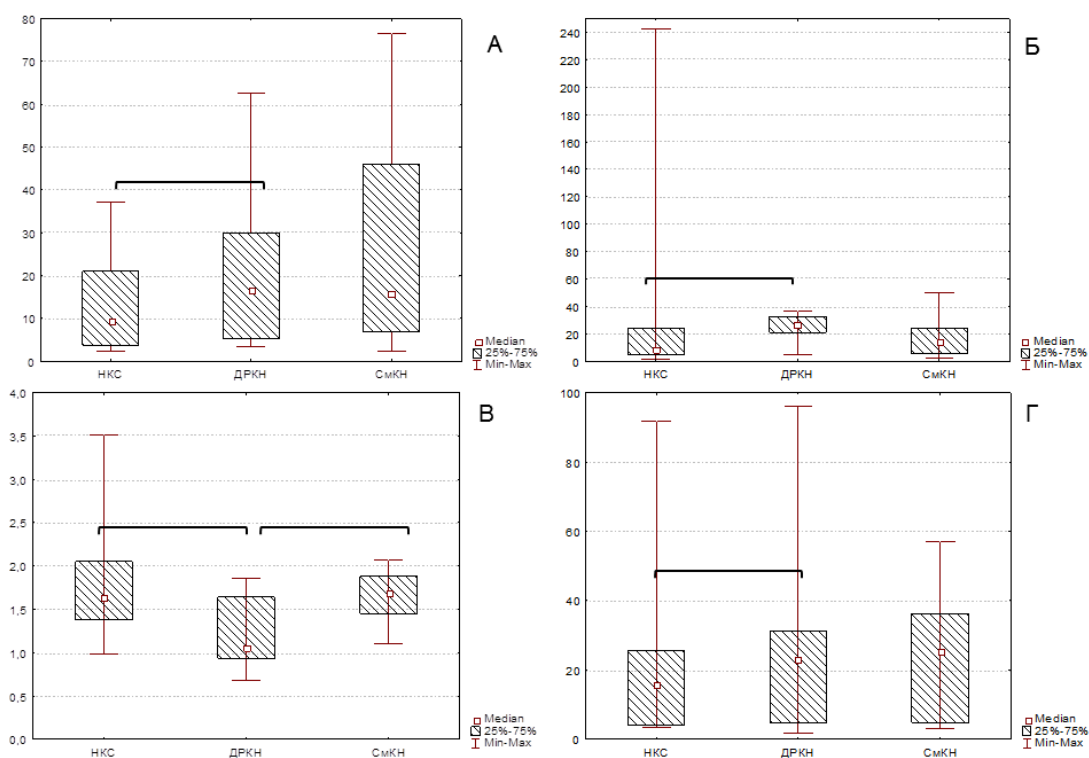 80
70
60
50
40
30
20
10
0
А
НКС
ДРКН
СмКН
Median
25%-75%
Min-Max
240
220
200
180
160
140
120
100
80
60
40
20
0
Б
НКС
ДРКН
СмКН
Median
25%-75%
Min-Max
4,0
3,5
3,0
2,5
2,0
1,5
1,0
0,5
0,0
В
НКС
ДРКН
СмКН
Median
25%-75%
Min-Max
100
80
60
40
20
0
Г
НКС
ДРКН
СмКН
Median
25%-75%
Min-Max